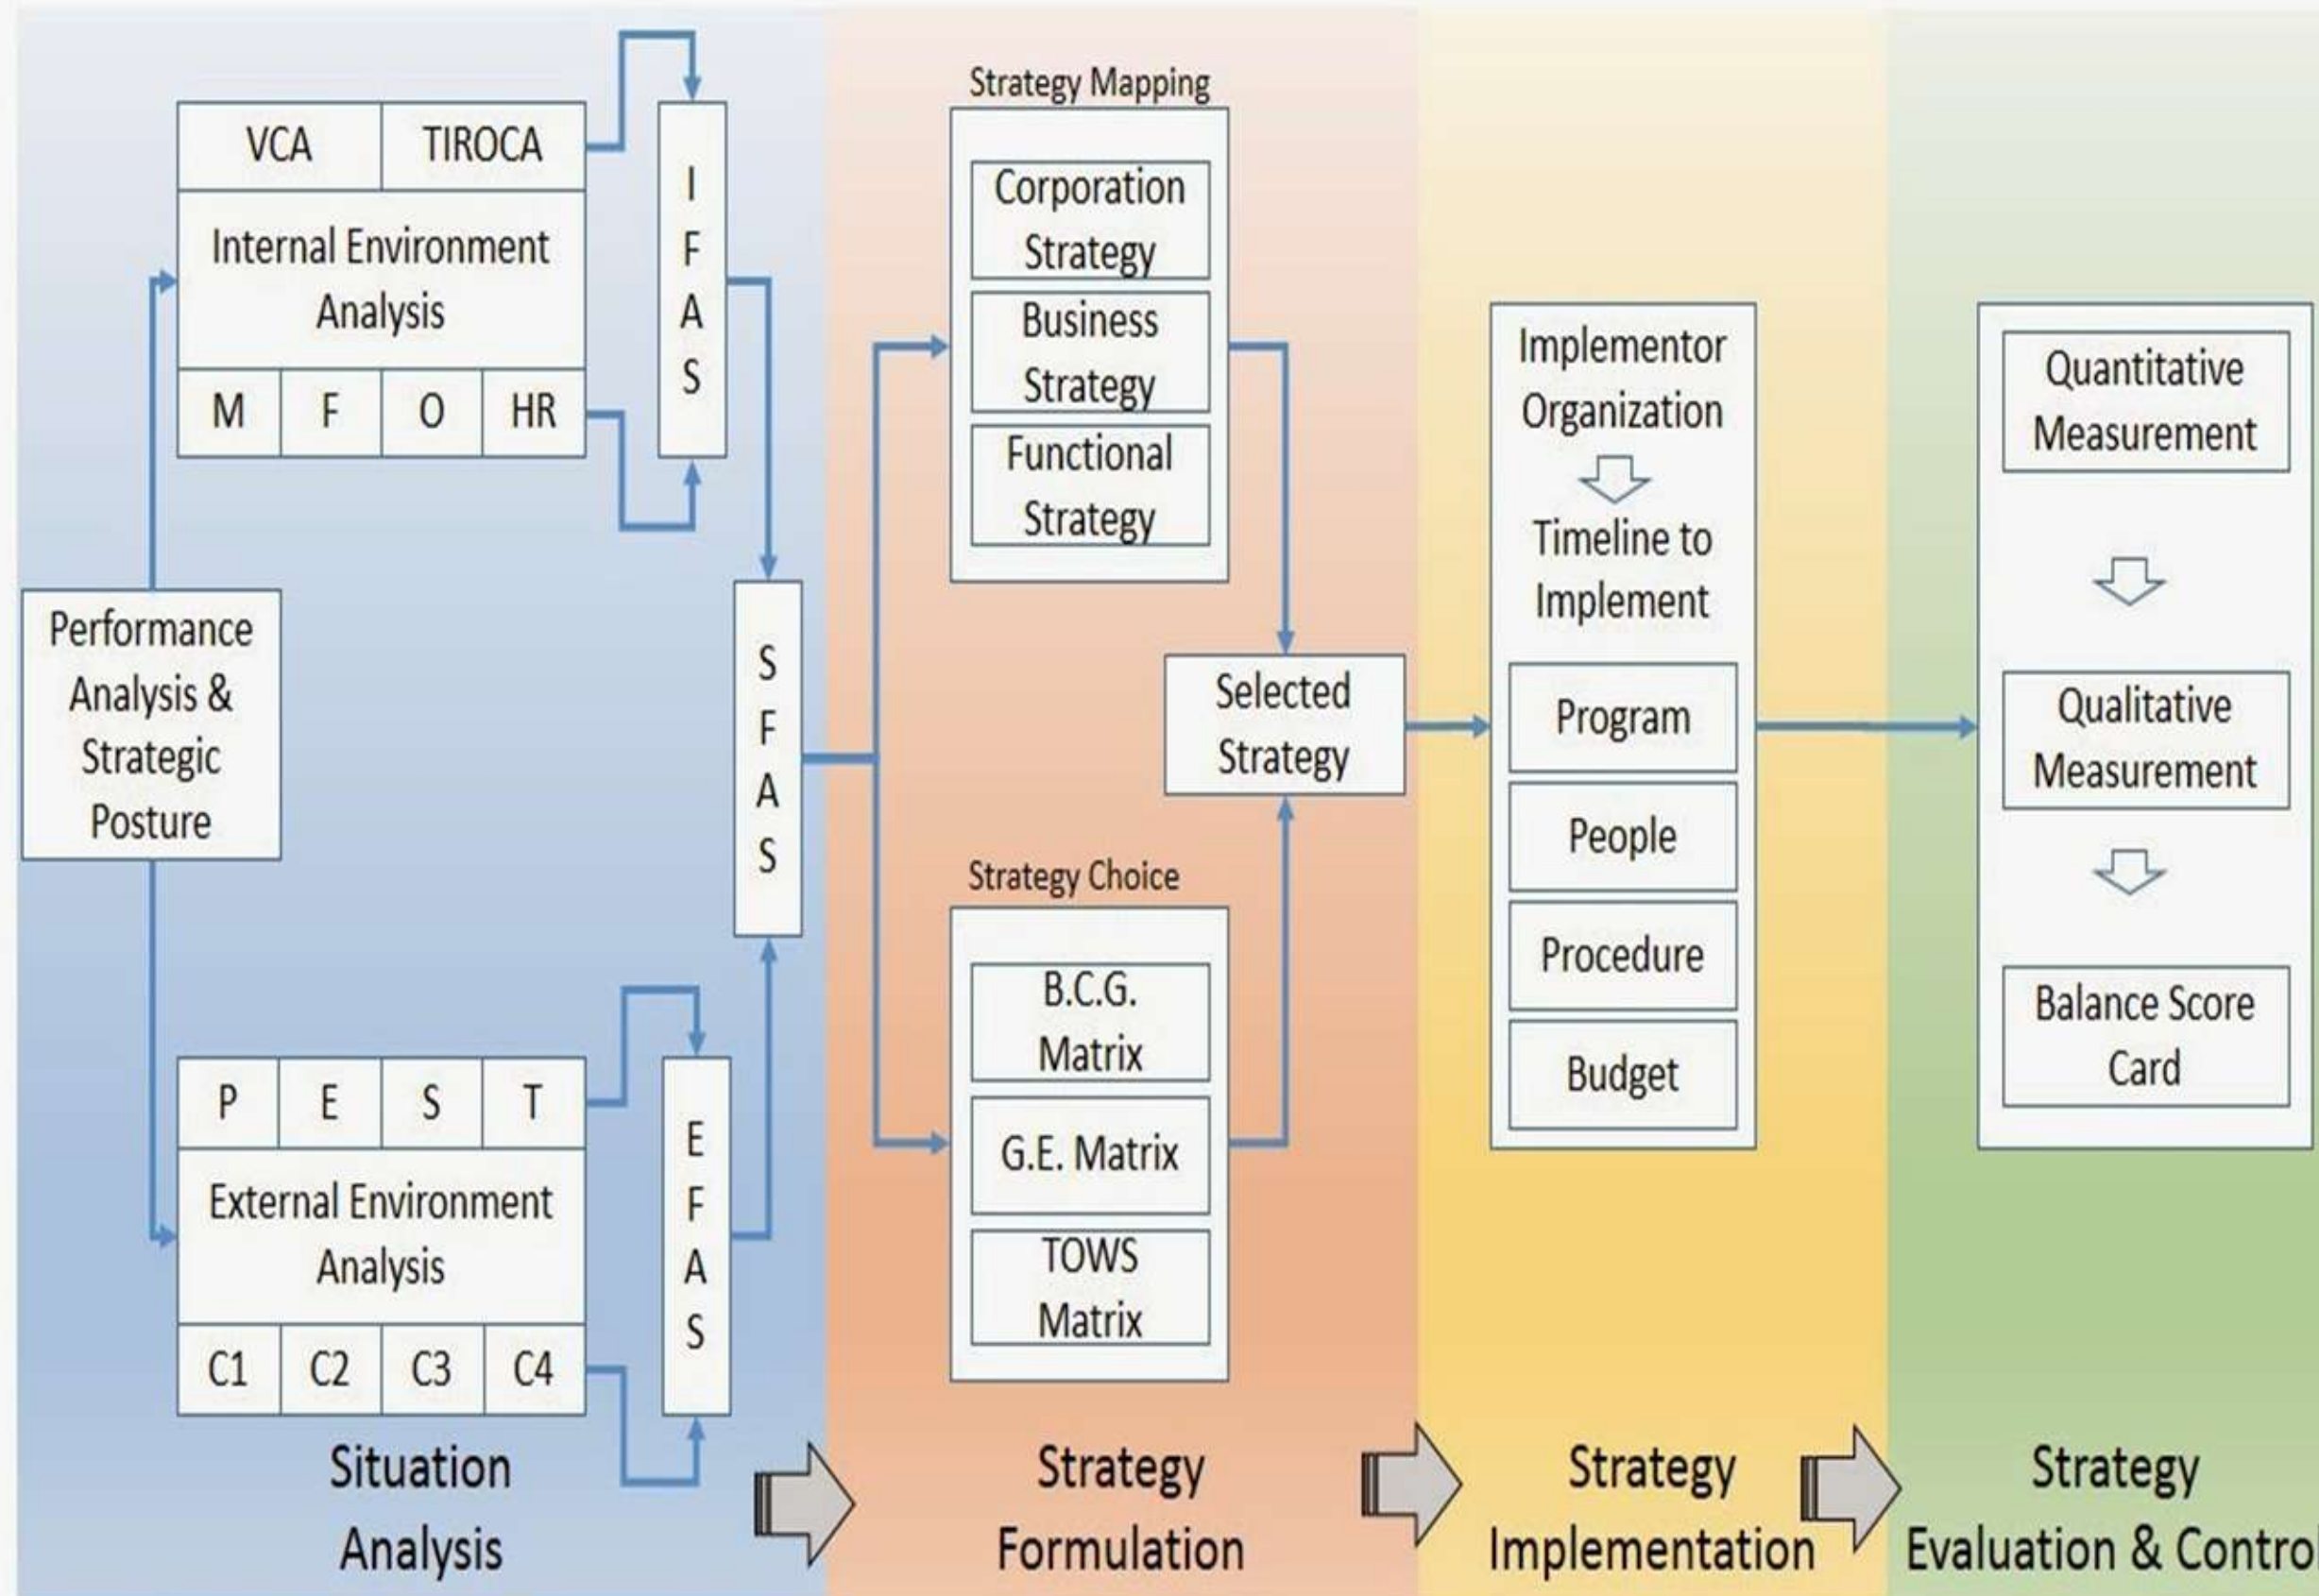 VCA
TIROCA
Internal Environment
Analysis
M
F
O
HR
I
F
A
S
Performance
Analysis &
Strategic
Posture
S
F
A
S
P
E
S
T
External Environment
Analysis
C1
C2
C3
C4
E
F
A
S
Situation
Analysis
Strategy Mapping
Corporation
Strategy
Business
Strategy
Functional
Strategy
Selected
Strategy
Strategy Choice
B.C.G.
Matrix
G.E. Matrix
TOWS
Matrix
Strategy
Formulation
Implementor
Organization
Timeline to
Implement
Program
People
Procedure
Budget
Strategy
Implementation
Quantitative
Measurement
Qualitative
Measurement
Balance Score
Card
Strategy
Evaluation & Control